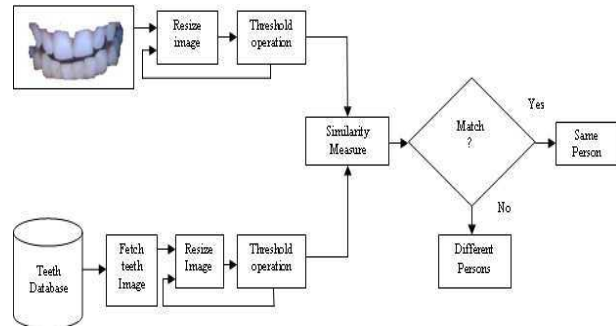 Resize
image
Threshold
operation
Similarity
Measure
Match
?
Yes
Same
Person
No
Different
Persons
Teeth
Database
Fetch
teeth
Image
Resize
Image
Threshold
operation